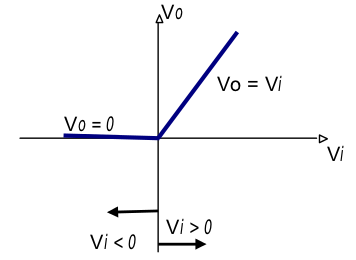 Vo
Vo = Vi
Vo = 0
Vi
Vi > 0
Vi < 0